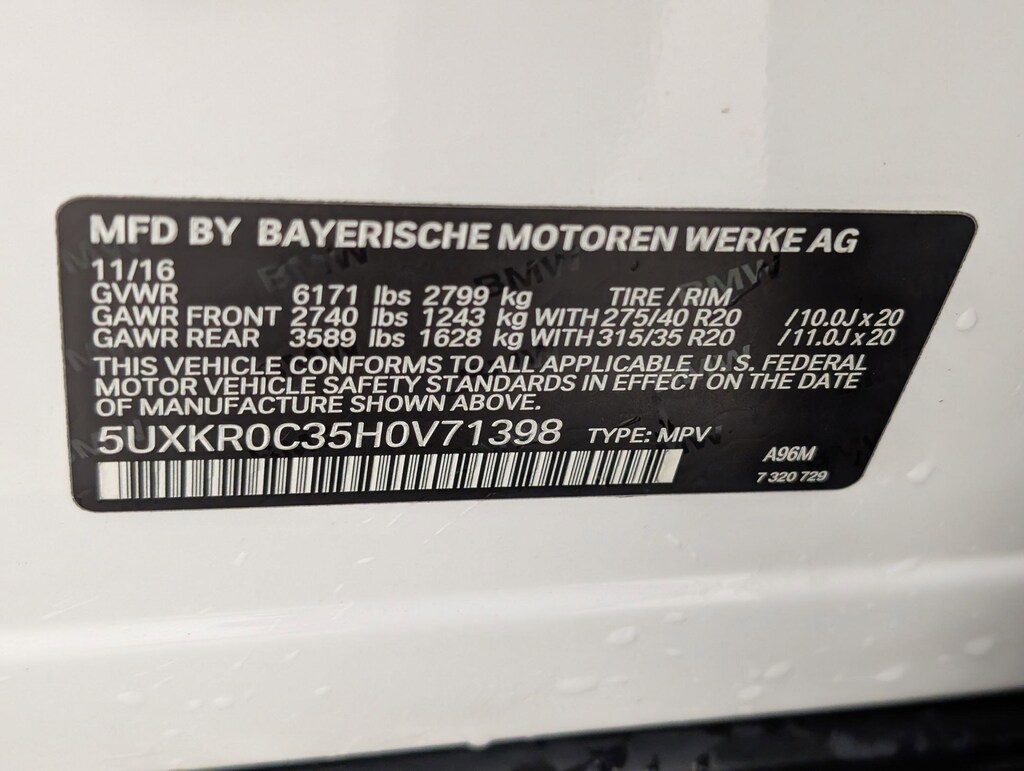 MFD BY BAYERISCHE MOTOREN WERKE AG
11/16
GVWR 6171 lbs 2799 kg TIRE / RIM
GAWR FRONT 2740 lbs 1243 kg WITH 275/40 R20 /10.0J x 20
GAWR REAR 3589 lbs 1628 kg WITH 315/35 R20 /11.0J x 20
THIS VEHICLE CONFORMS TO ALL APPLICABLE U.S. FEDERAL
MOTOR VEHICLE SAFETY STANDARDS IN EFFECT ON THE DATE
OF MANUFACTURE SHOWN ABOVE.
5UXKR0C35H0V71398 TYPE: MPV
A96M
7 320 729
BMW BMW BMW